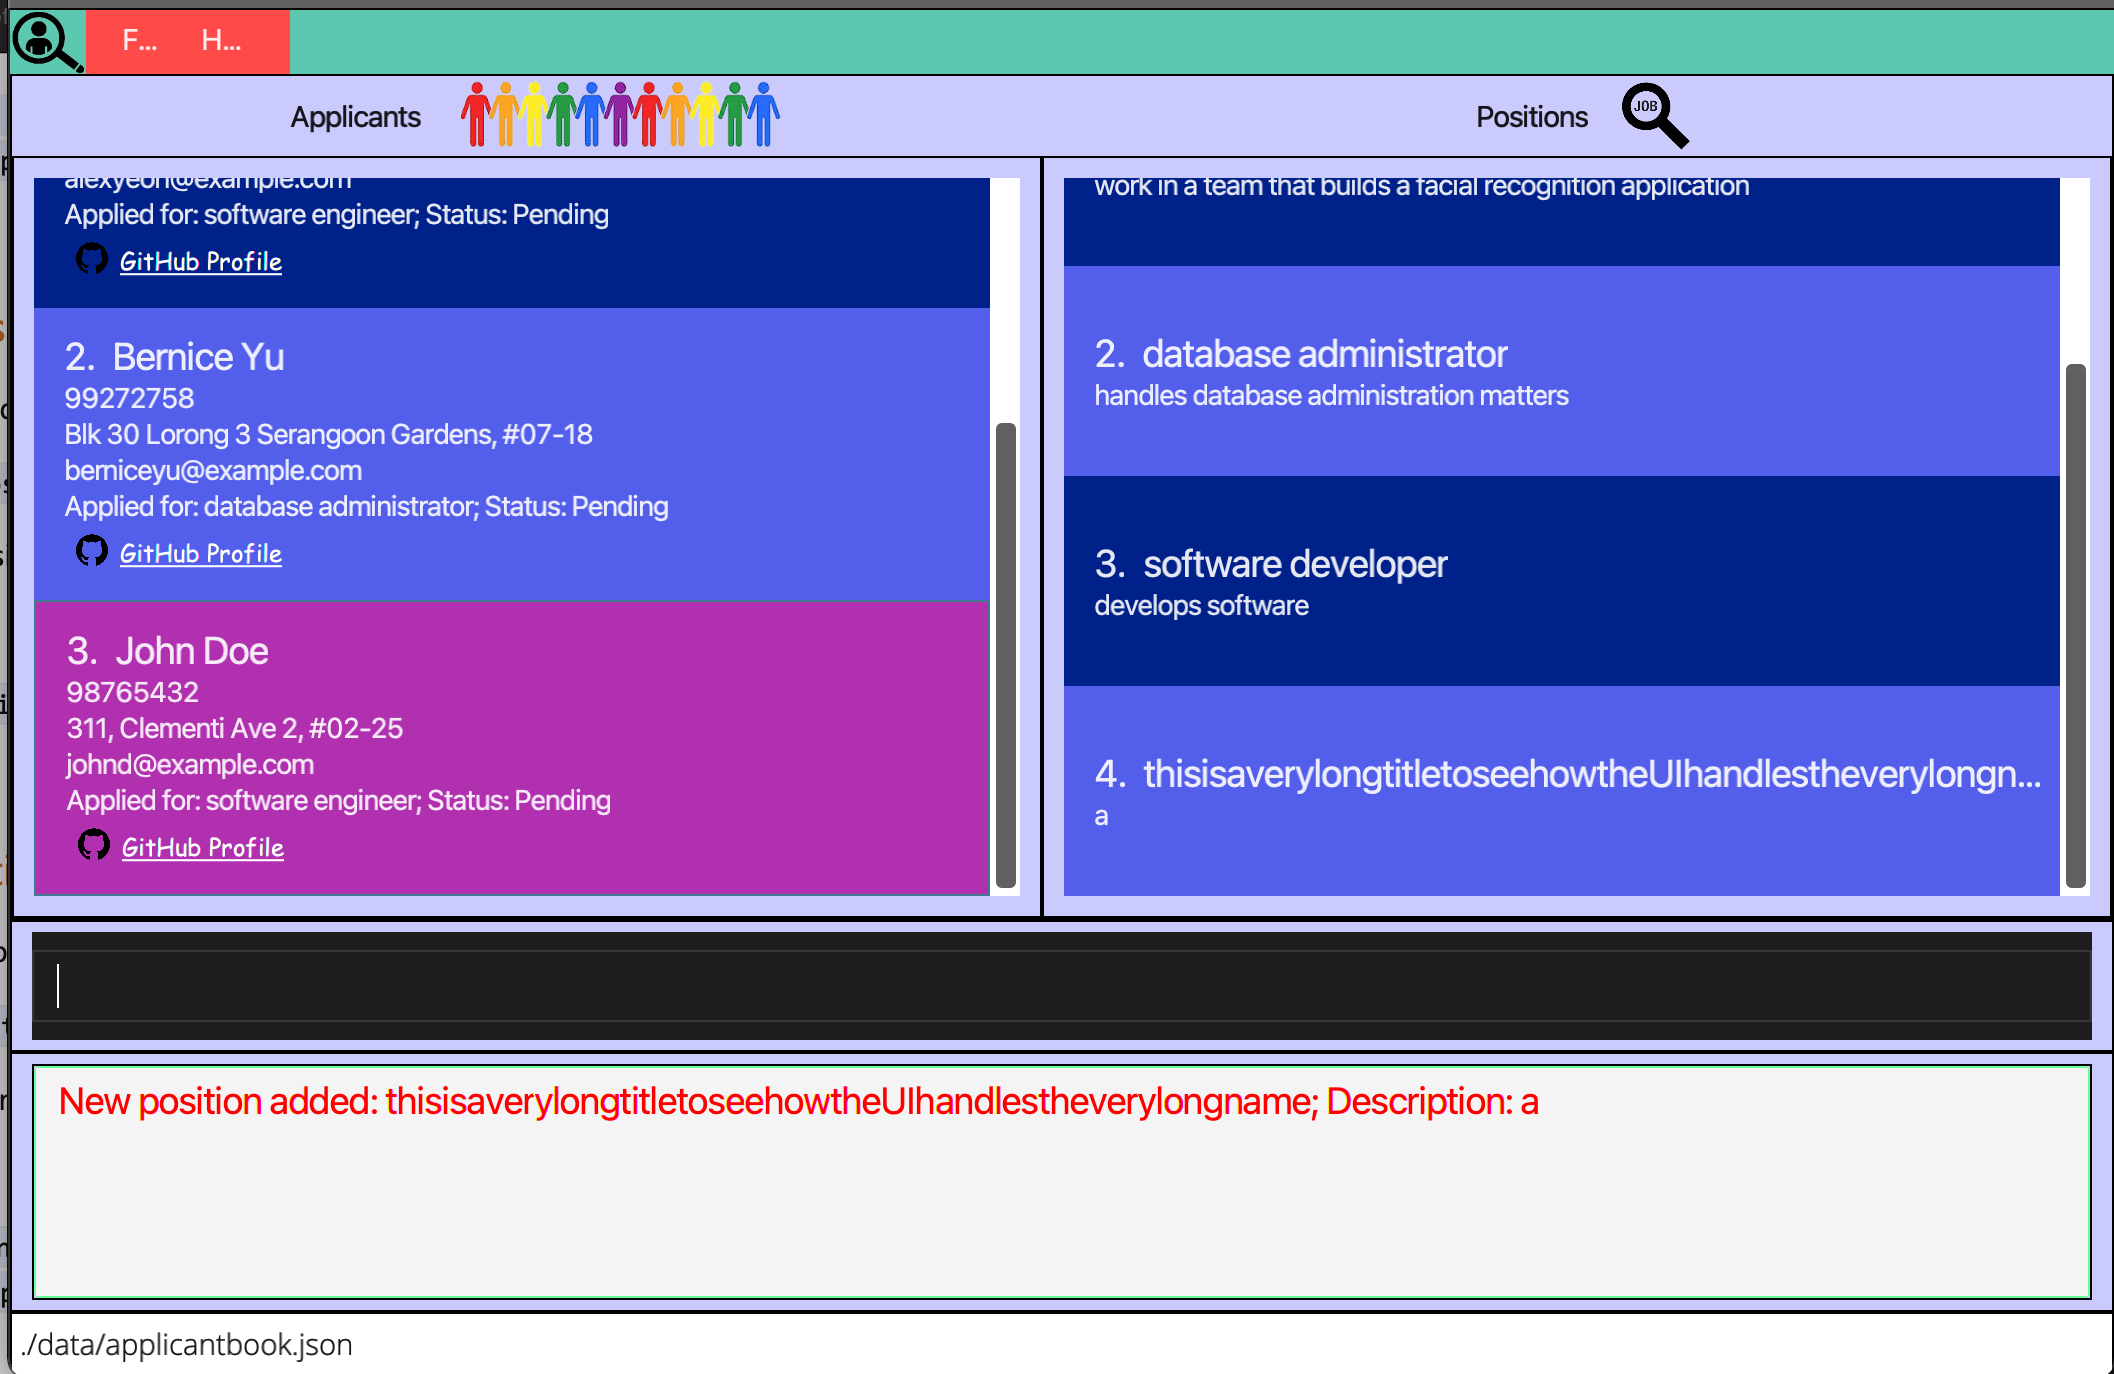 F... H...
Applicants
Positions
JOB
alexyeoh@example.com
Applied for: software engineer; Status: Pending
GitHub Profile
2. Bernice Yu
99272758
Blk 30 Lorong 3 Serangoon Gardens, #07-18
berniceyu@example.com
Applied for: database administrator; Status: Pending
GitHub Profile
3. John Doe
98765432
311, Clementi Ave 2, #02-25
johnd@example.com
Applied for: software engineer; Status: Pending
GitHub Profile
work in a team that builds a facial recognition application
2. database administrator
handles database administration matters
3. software developer
develops software
4. thisisaverylongtitletoseehowtheUIhandlestheverylongn...
a
New position added: thisisaverylongtitletoseehowtheUIhandlestheverylongname; Description: a
./data/applicantbook.json